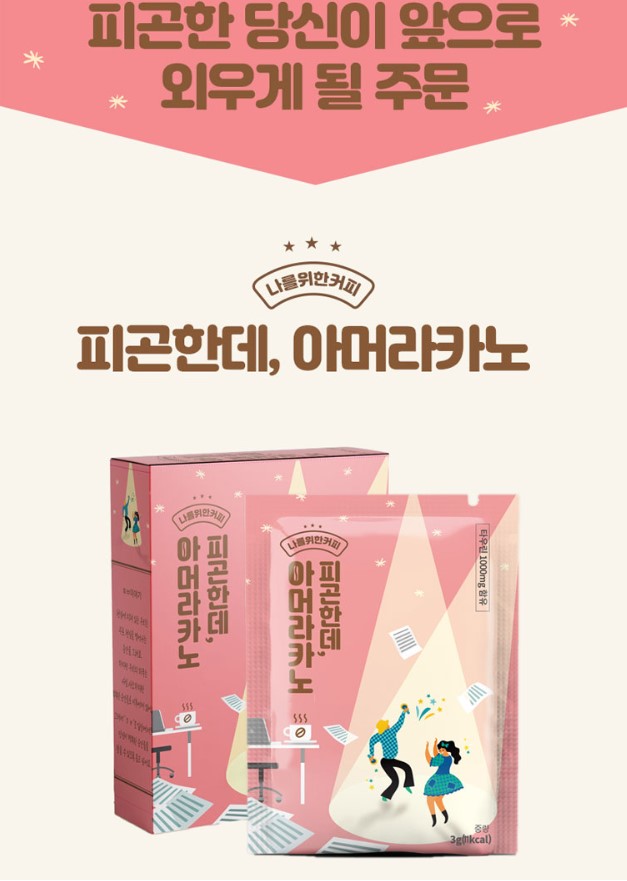 피곤한 당신이 앞으로
외우게 될 주문
나를위한커피
피곤한데, 아머라카노
나를위한커피
피곤한데,
아머라카노
나를위한커피
피곤한데,
아머라카노
타우린 1000mg 함유
중량